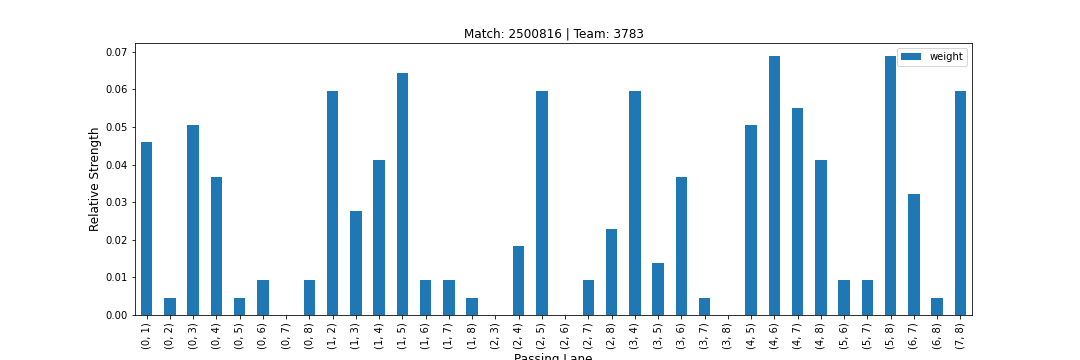 Match: 2500816 | Team: 3783
weight
Relative Strength
0.07
0.06
0.05
0.04
0.03
0.02
0.01
0.00
(0, 1) (0, 2) (0, 3) (0, 4) (0, 5) (0, 6) (0, 7) (0, 8) (1, 2) (1, 3) (1, 4) (1, 5) (1, 6) (1, 7) (1, 8) (2, 3) (2, 4) (2, 5) (2, 6) (2, 7) (2, 8) (3, 4) (3, 5) (3, 6) (3, 7) (3, 8) (4, 5) (4, 6) (4, 7) (4, 8) (5, 6) (5, 7) (5, 8) (6, 7) (6, 8) (7, 8)
Passing Lane